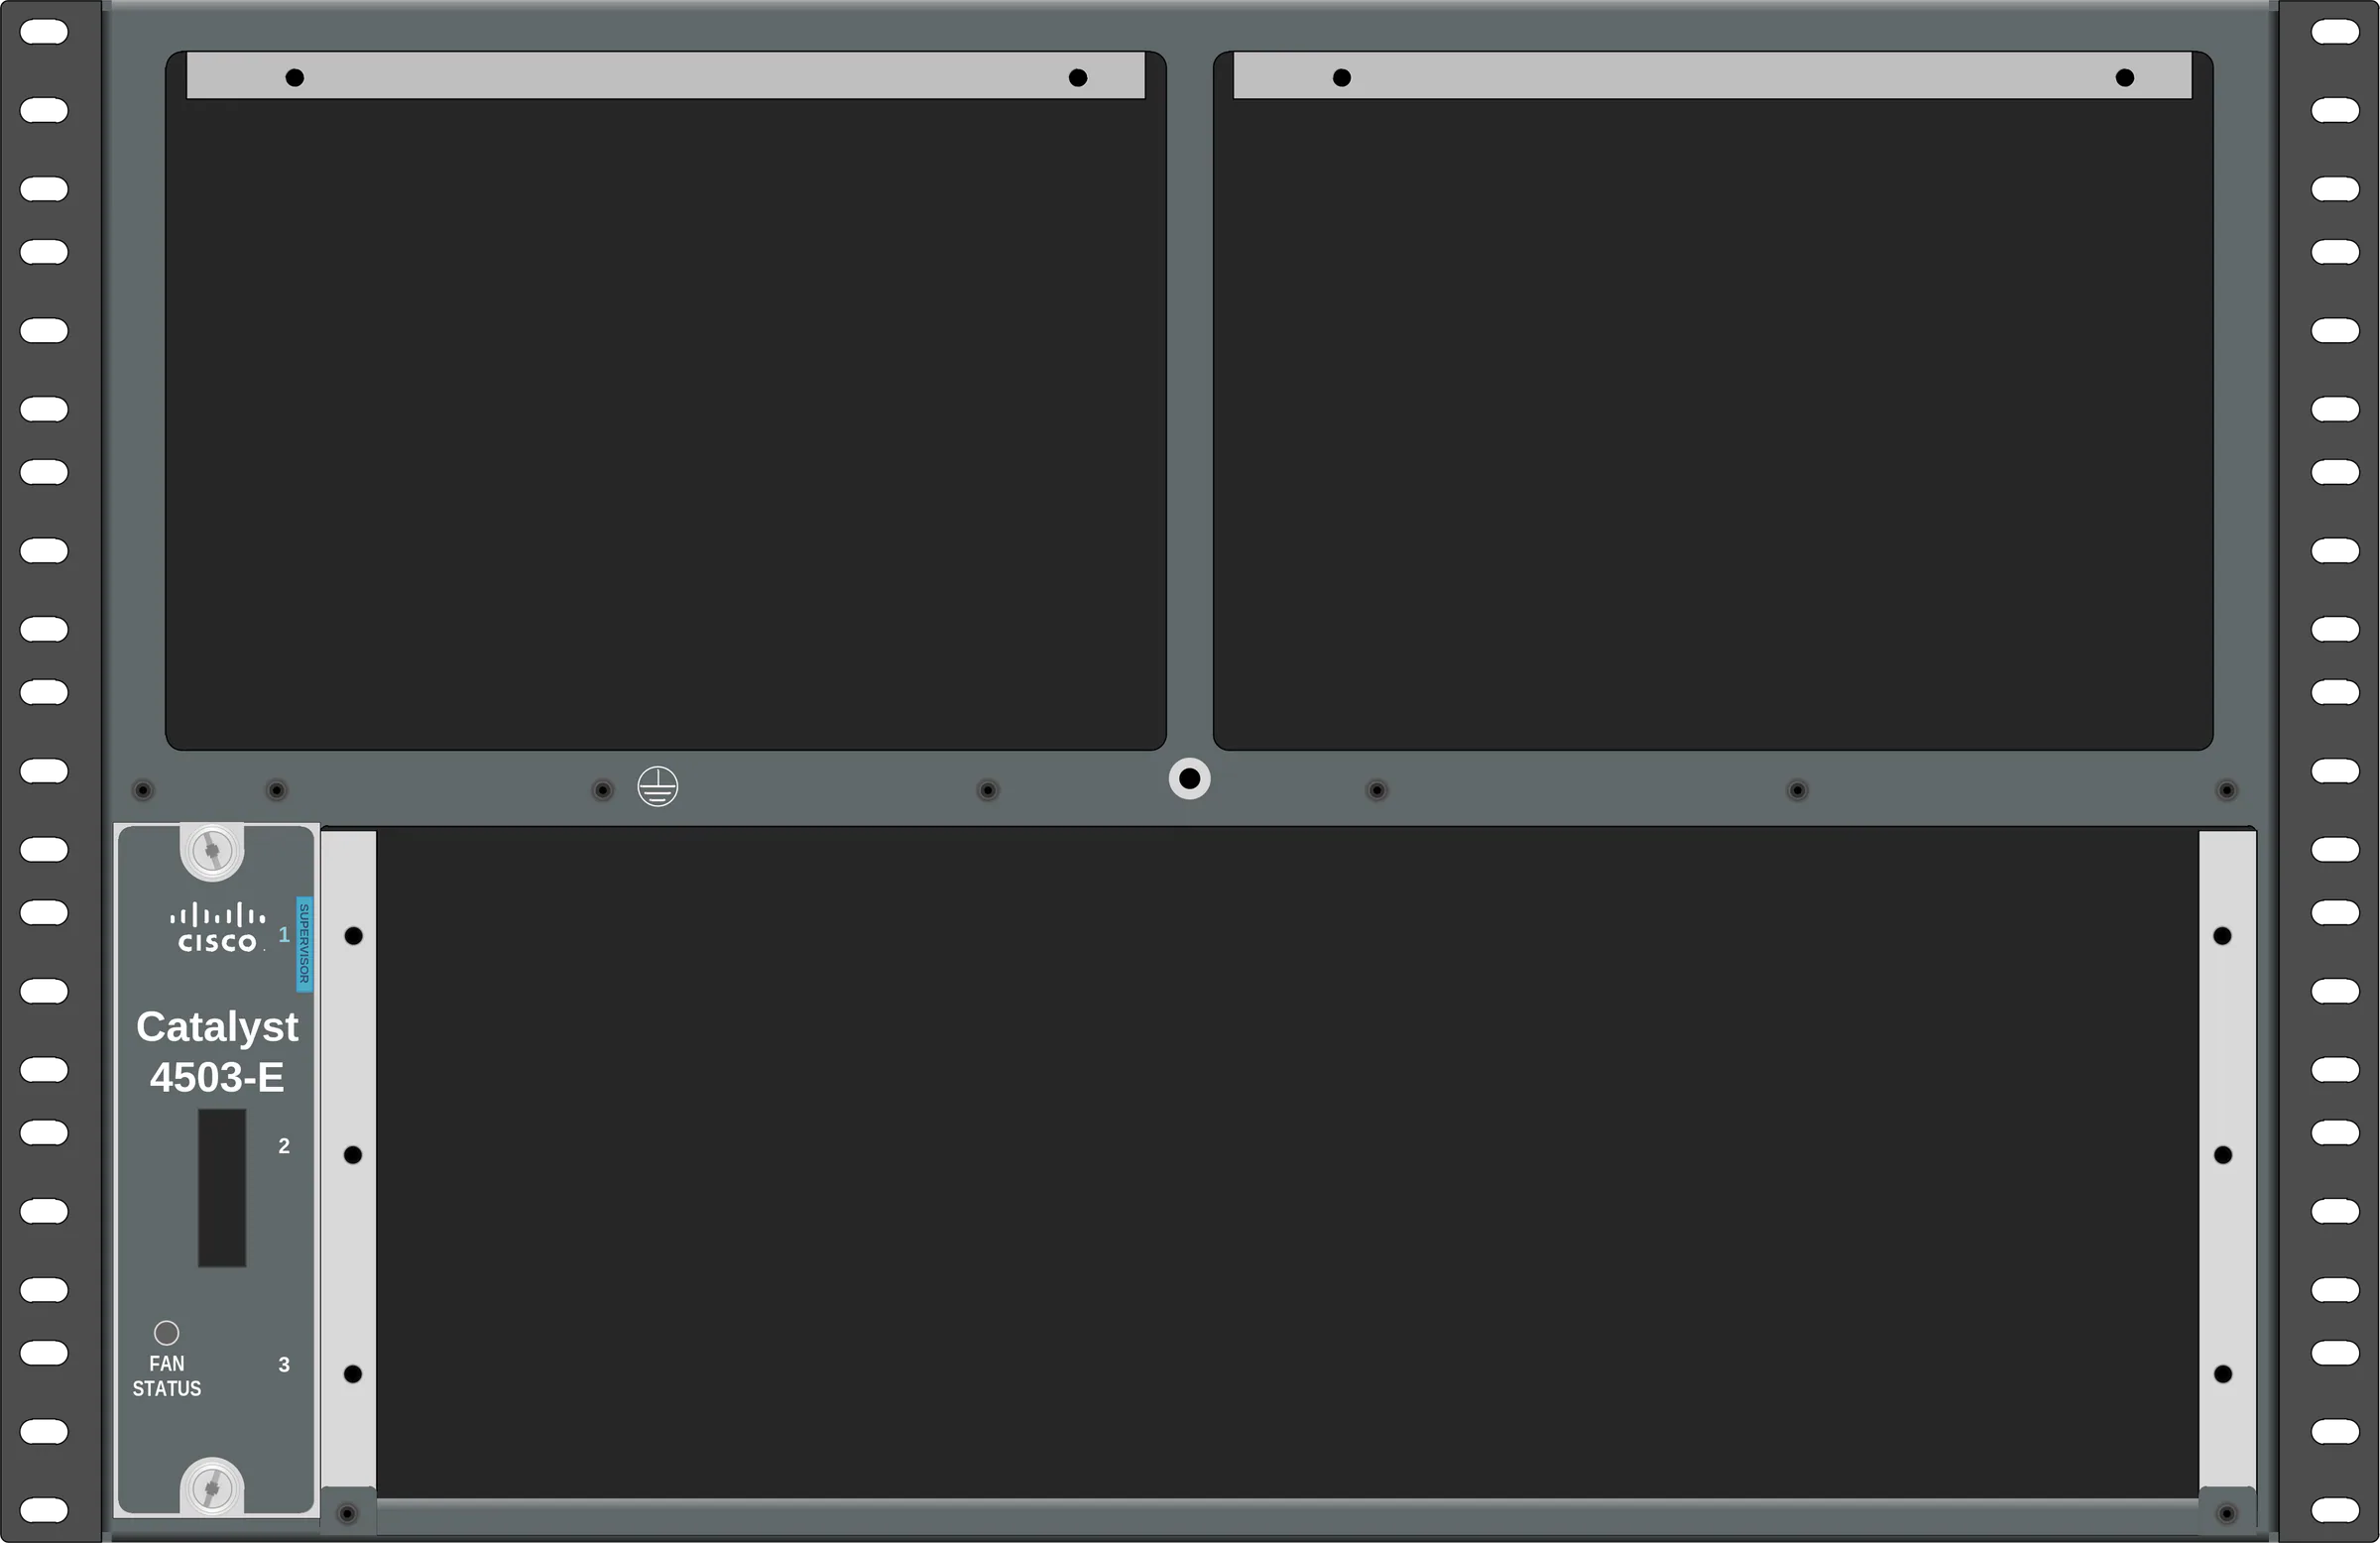 CISCO
1
SUPERVISOR
Catalyst
4503-E
2
3
FAN
STATUS